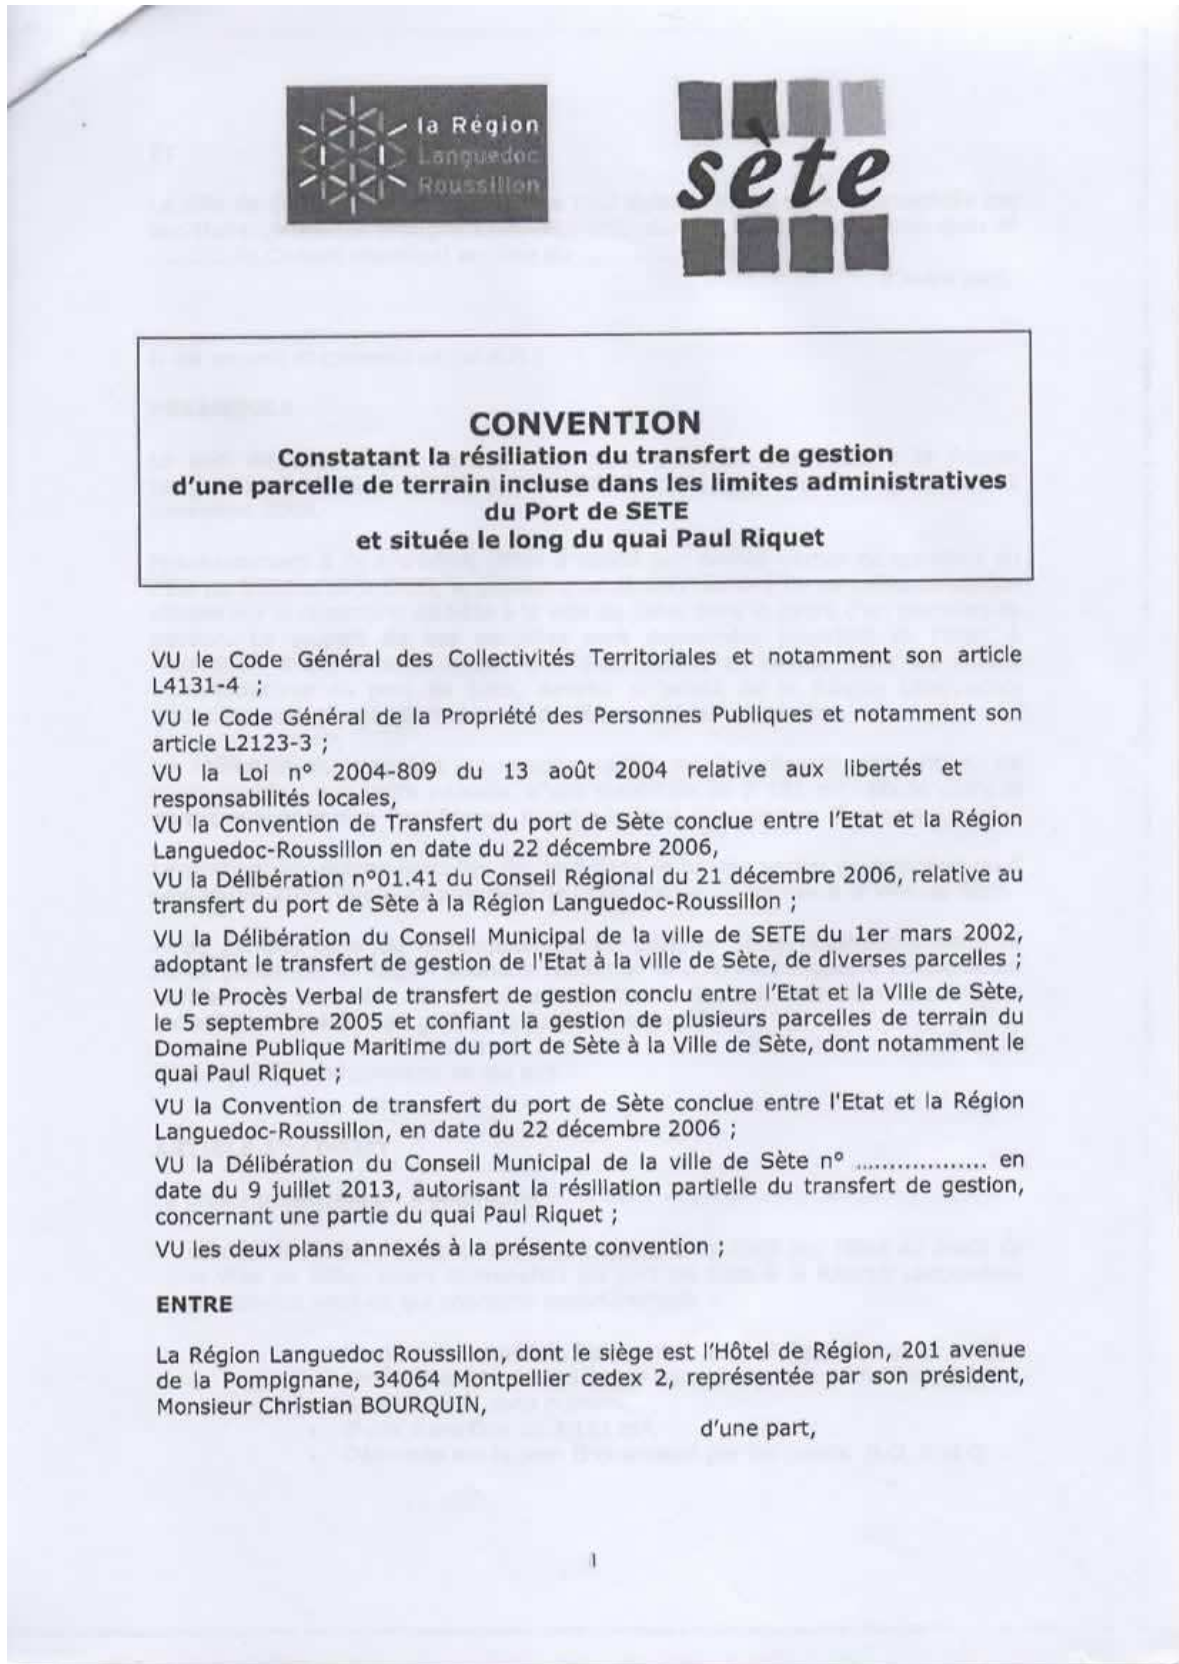 la Région
Languedoc
Roussillon
sète
CONVENTION
Constatant la résiliation du transfert de gestion
d'une parcelle de terrain incluse dans les limites administratives
du Port de SETE
et située le long du quai Paul Riquet
VU le Code Général des Collectivités Territoriales et notamment son article
L4131-4 ;
VU le Code Général de la Propriété des Personnes Publiques et notamment son
article L2123-3 ;
VU la Loi n° 2004-809 du 13 août 2004 relative aux libertés et
responsabilités locales,
VU la Convention de Transfert du port de Sète conclue entre l'Etat et la Région
Languedoc-Roussillon en date du 22 décembre 2006,
VU la Délibération n°01.41 du Conseil Régional du 21 décembre 2006, relative au
transfert du port de Sète à la Région Languedoc-Roussillon ;
VU la Délibération du Conseil Municipal de la ville de SETE du 1er mars 2002,
adoptant le transfert de gestion de l'Etat à la ville de Sète, de diverses parcelles ;
VU le Procès Verbal de transfert de gestion conclu entre l'Etat et la Ville de Sète,
le 5 septembre 2005 et confiant la gestion de plusieurs parcelles de terrain du
Domaine Publique Maritime du port de Sète à la Ville de Sète, dont notamment le
quai Paul Riquet ;
VU la Convention de transfert du port de Sète conclue entre l'Etat et la Région
Languedoc-Roussillon, en date du 22 décembre 2006 ;
VU la Délibération du Conseil Municipal de la ville de Sète n° .................. en
date du 9 juillet 2013, autorisant la résiliation partielle du transfert de gestion,
concernant une partie du quai Paul Riquet ;
VU les deux plans annexés à la présente convention ;
ENTRE
La Région Languedoc Roussillon, dont le siège est l'Hôtel de Région, 201 avenue
de la Pompignane, 34064 Montpellier cedex 2, représentée par son président,
Monsieur Christian BOURQUIN,
d'une part,
1